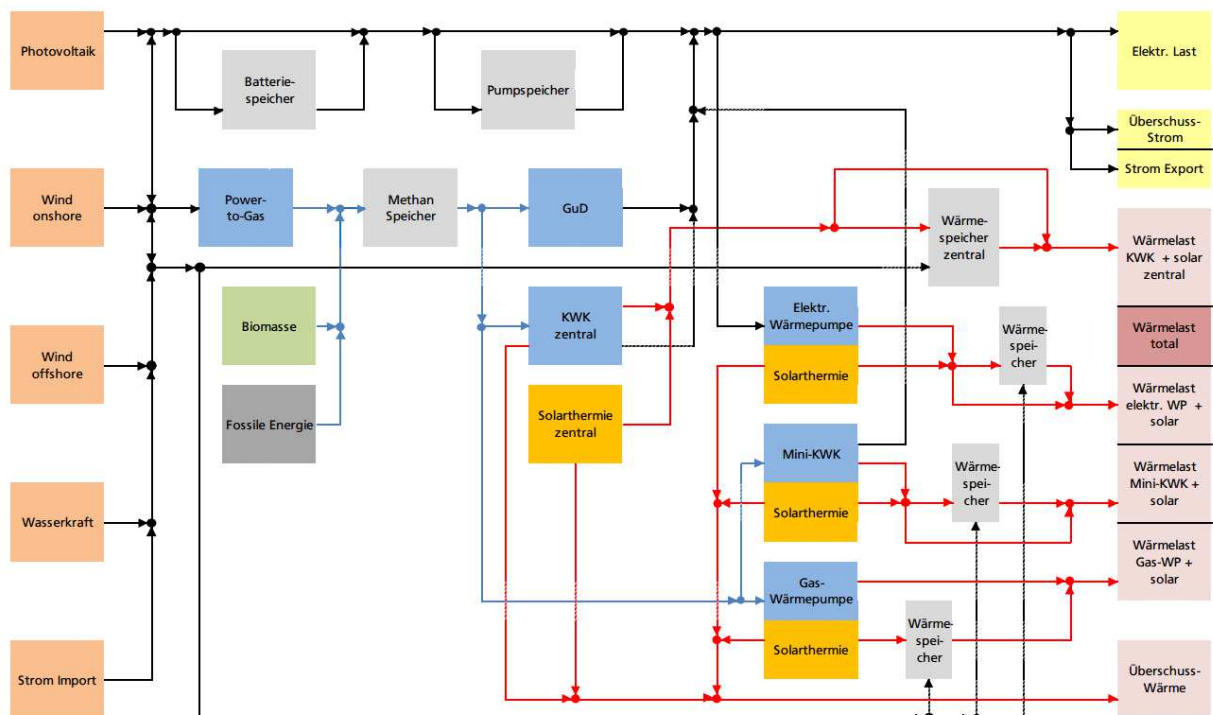 Photovoltaik
Batterie-
speicher
Pumpspeicher
Elektr. Last
Überschuss-
Strom
Strom Export
Wind
onshore
Power-
to-Gas
Methan
Speicher
GuD
Wärme-
speicher
zentral
Wärmelast
KWK + solar
zentral
Biomasse
KWK
zentral
Elektr.
Wärmepumpe
Solarthermie
Wärme-
spei-
cher
Wärmelast
total
Wärmelast
elektr. WP +
solar
Wind
offshore
Fossile Energie
Solarthermie
zentral
Mini-KWK
Solarthermie
Wärme-
spei-
cher
Wärmelast
Mini-KWK +
solar
Wasserkraft
Gas-
Wärmepumpe
Solarthermie
Wärme-
spei-
cher
Wärmelast
Gas-WP +
solar
Strom Import
Überschuss-
Wärme